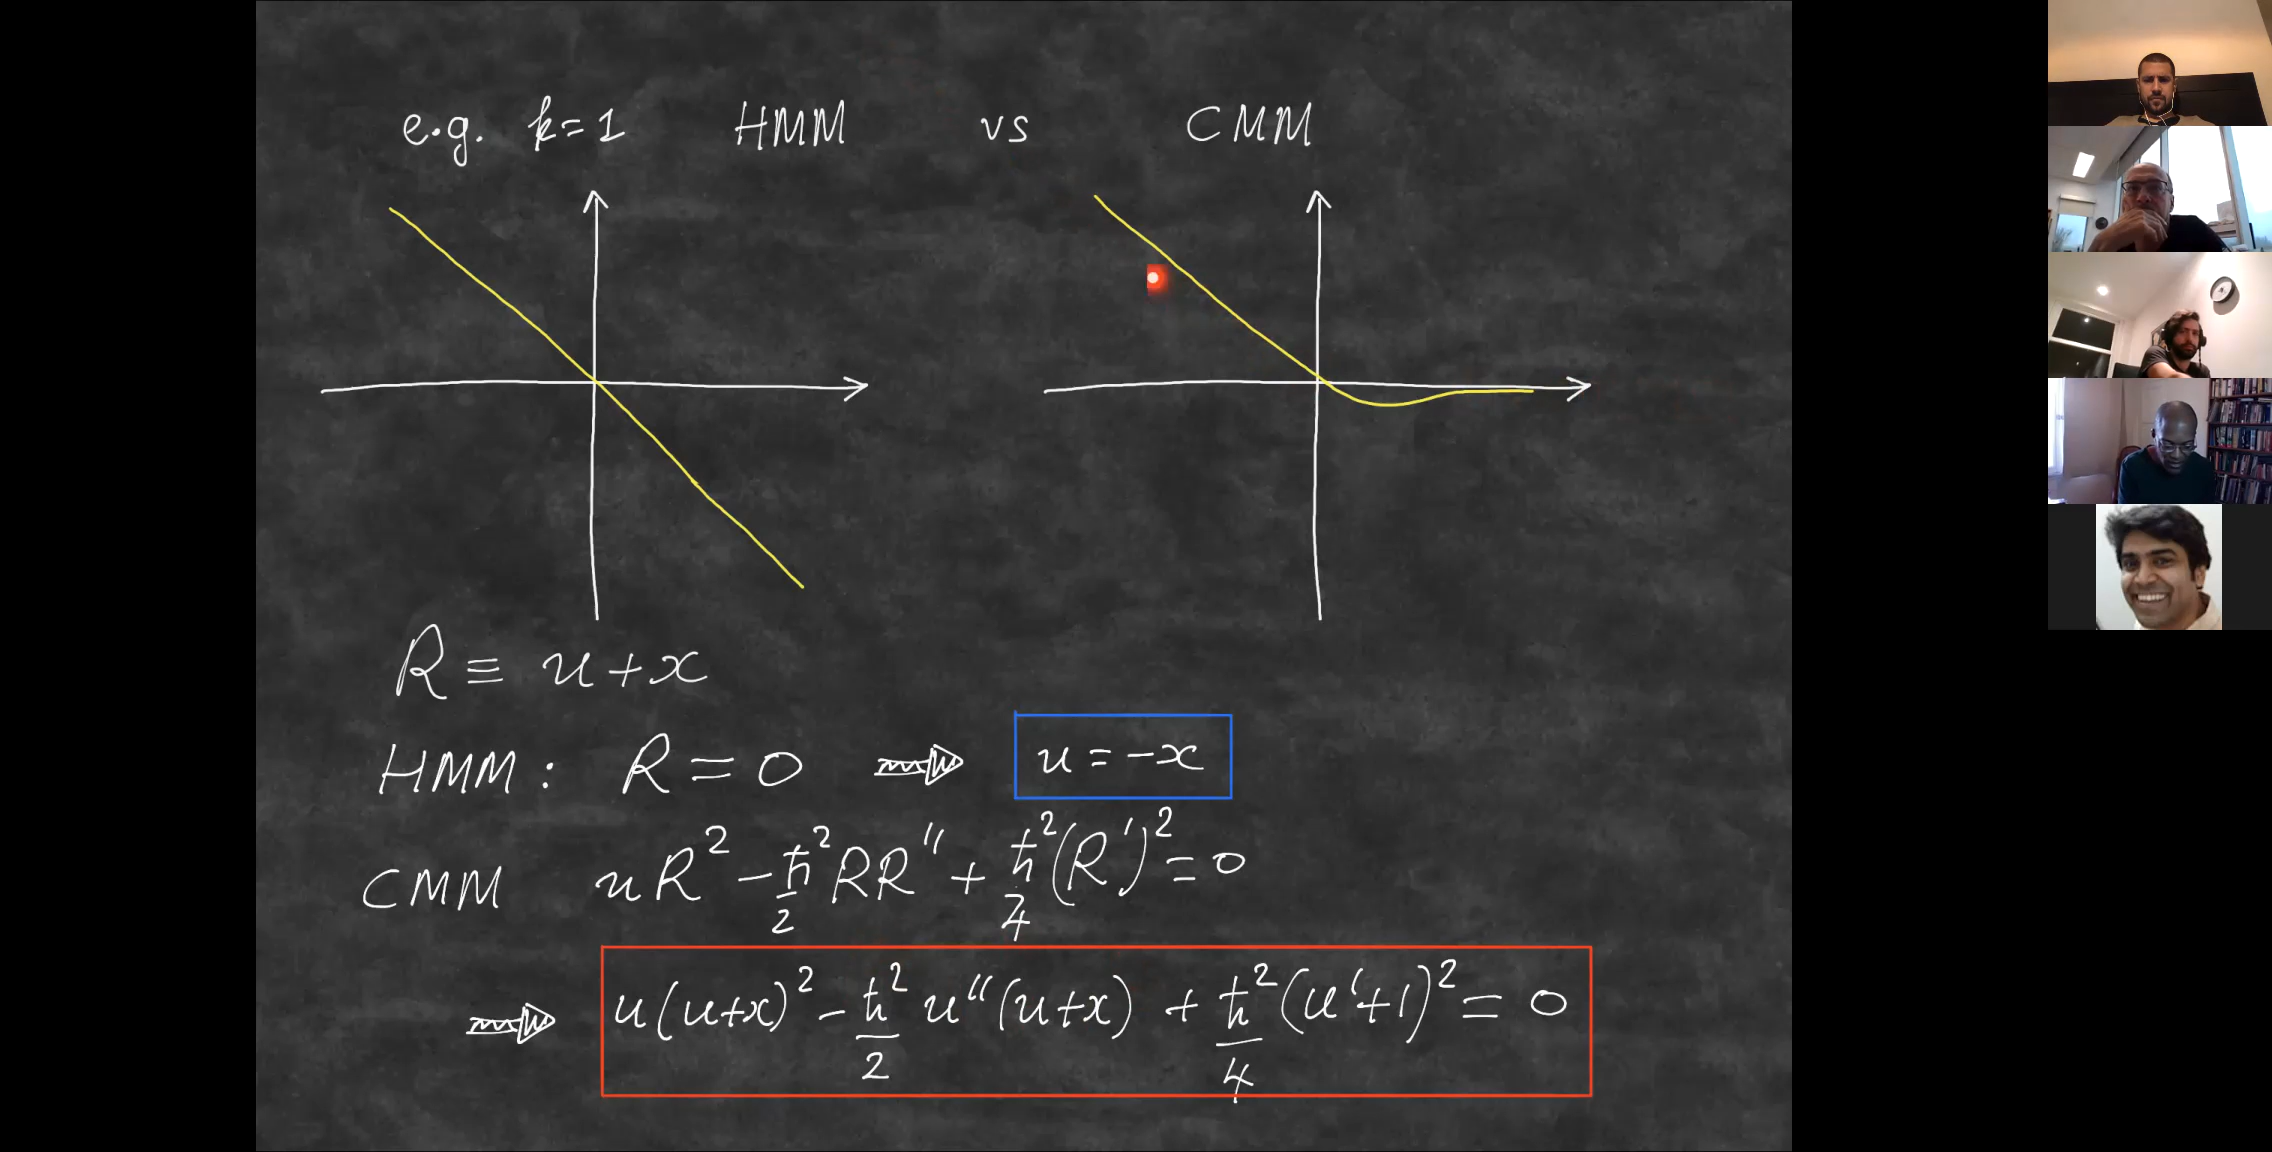 e.g. k=1 HMM vs CMM
R ≡ u+x
HMM: R=0 ⇒ u=-x
CMM uR² - ħ²/2 RR'' + ħ²/4 (R')² = 0
⇒ u(u+x)² - ħ²/2 u''(u+x) + ħ²/4 (u'+1)² = 0